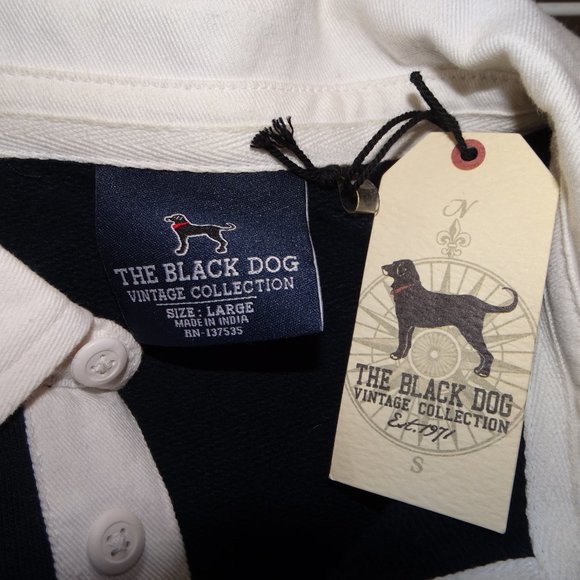 THE BLACK DOG
VINTAGE COLLECTION
SIZE: LARGE
MADE IN INDIA
RN-137535
N
THE BLACK DOG
VINTAGE COLLECTION
Est. 1971
S